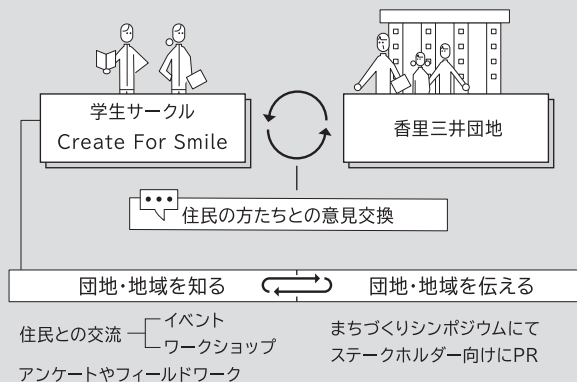 学生サークル
Create For Smile
香里三井団地
住民の方たちとの意見交換
団地・地域を知る
団地・地域を伝える
住民との交流
イベント
ワークショップ
アンケートやフィールドワーク
まちづくりシンポジウムにて
ステークホルダー向けにPR